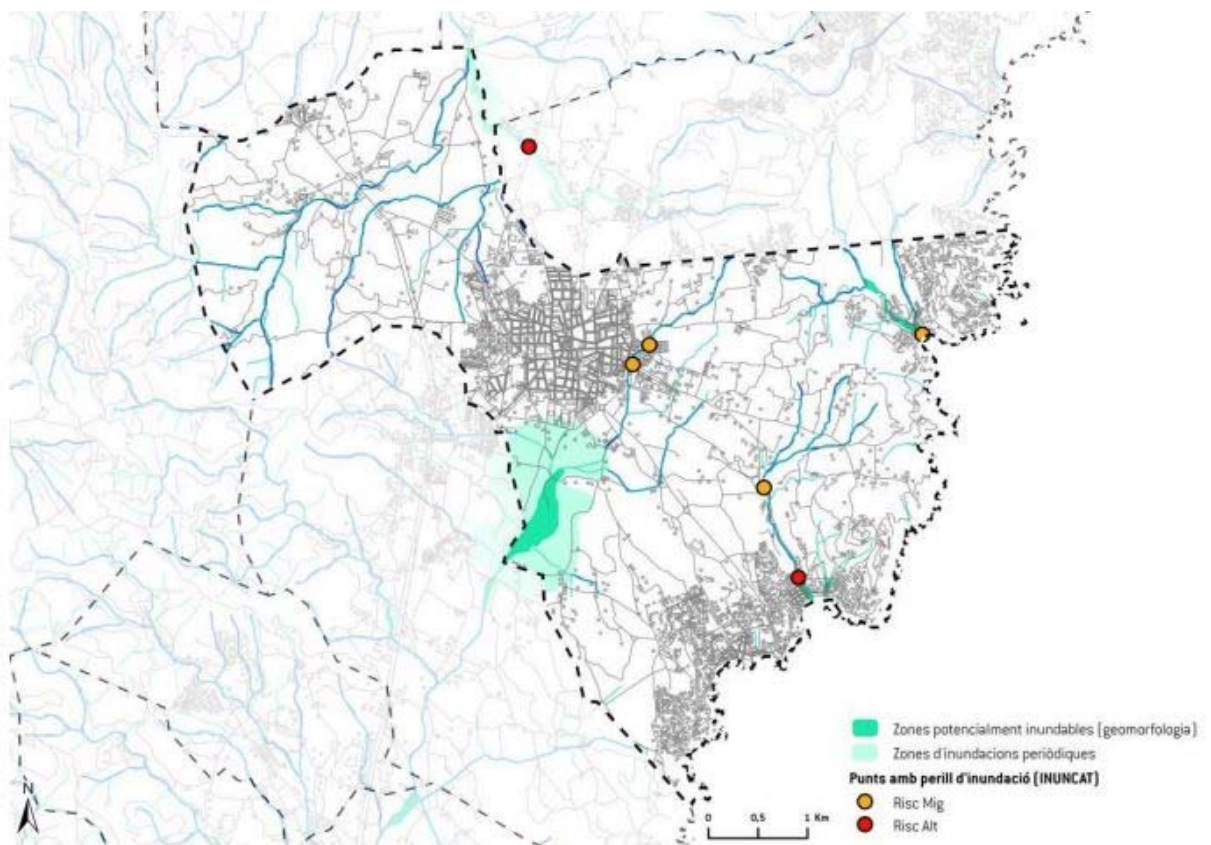 Zones potencialment inundables (geomorfologia)
Zones d'inundacions periòdiques
Punts amb perill d'inundació (INUNCAT)
Risc Mig
Risc Alt
N
0 0,5 1 Km